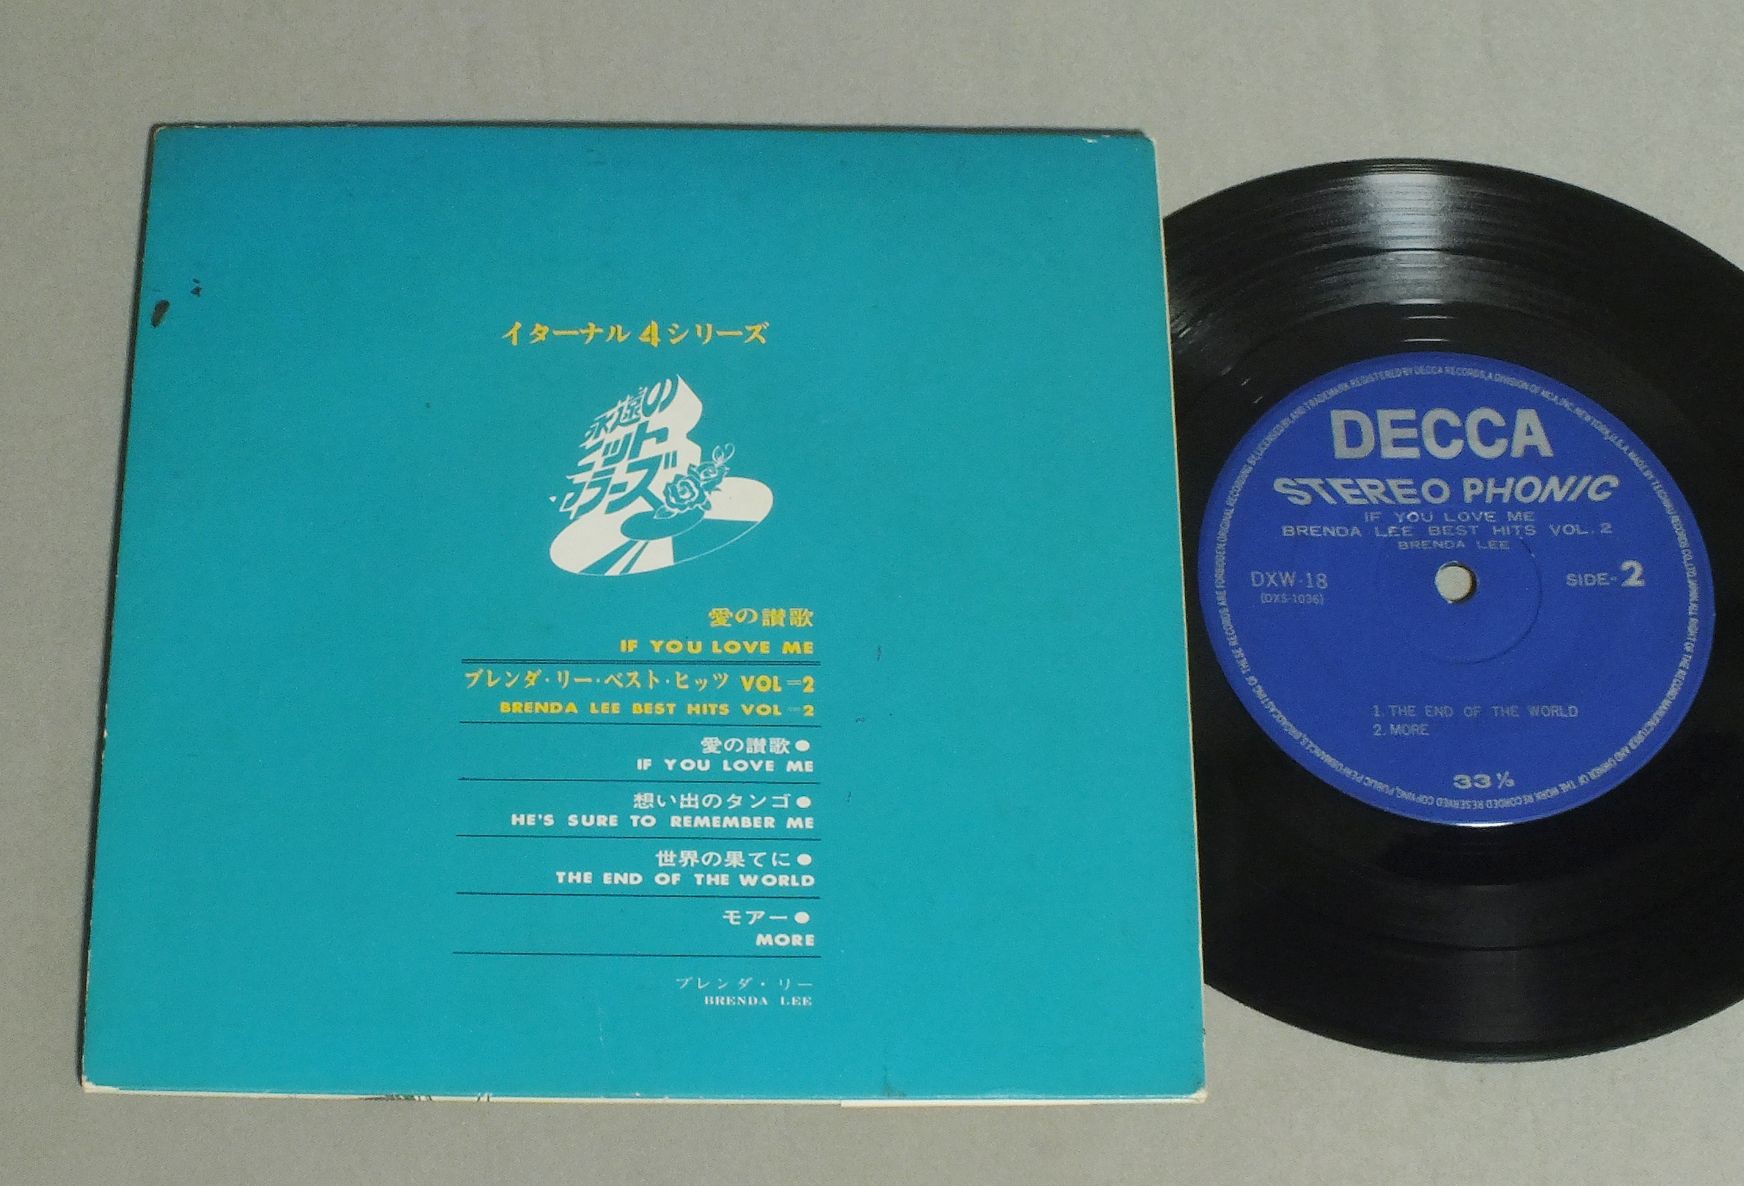 イターナル4シリーズ
永遠の
ヒット
パラーズ
愛の讃歌
IF YOU LOVE ME
ブレンダ・リー・ベスト・ヒッツ VOL=2
BRENDA LEE BEST HITS VOL=2
愛の讃歌●
IF YOU LOVE ME
想い出のタンゴ●
HE'S SURE TO REMEMBER ME
世界の果てに●
THE END OF THE WORLD
モアー●
MORE
ブレンダ・リー
BRENDA LEE
DECCA
STEREO PHONIC
IF YOU LOVE ME
BRENDA LEE BEST HITS VOL.2
BRENDA LEE
DXW-18
(DXS-1036)
SIDE-2
1. THE END OF THE WORLD
2. MORE
33 1/3